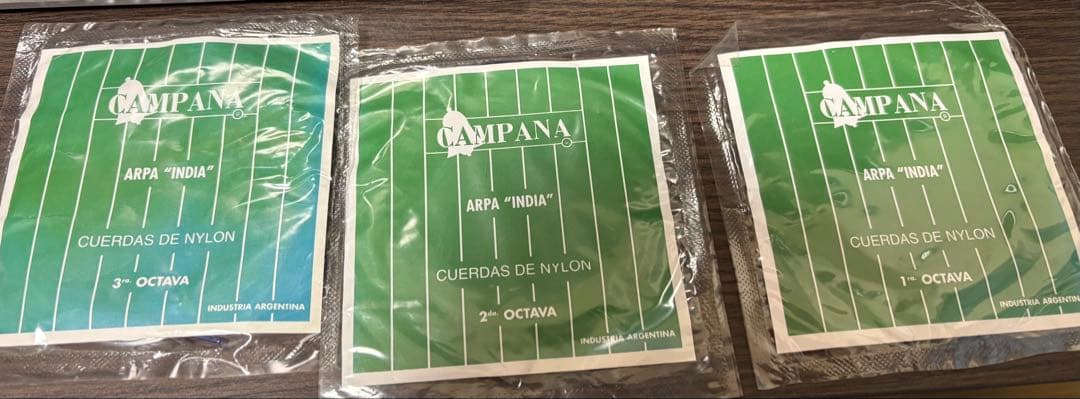 CAMPANA
ARPA "INDIA"
CUERDAS DE NYLON
3ra. OCTAVA
INDUSTRIA ARGENTINA
CAMPANA
ARPA "INDIA"
CUERDAS DE NYLON
2da. OCTAVA
INDUSTRIA ARGENTINA
CAMPANA
ARPA "INDIA"
CUERDAS DE NYLON
1ra. OCTAVA
INDUSTRIA ARGENTINA